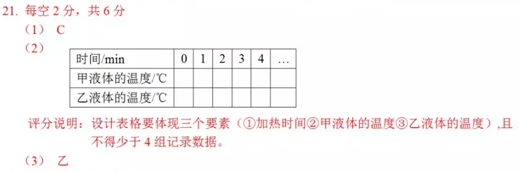 21. 每空 2 分，共 6 分
（1） C
（2）
时间/min 0 1 2 3 4 …
甲液体的温度/℃
乙液体的温度/℃
评分说明：设计表格要体现三个要素（①加热时间②甲液体的温度③乙液体的温度），且
不得少于 4 组记录数据。
（3） 乙